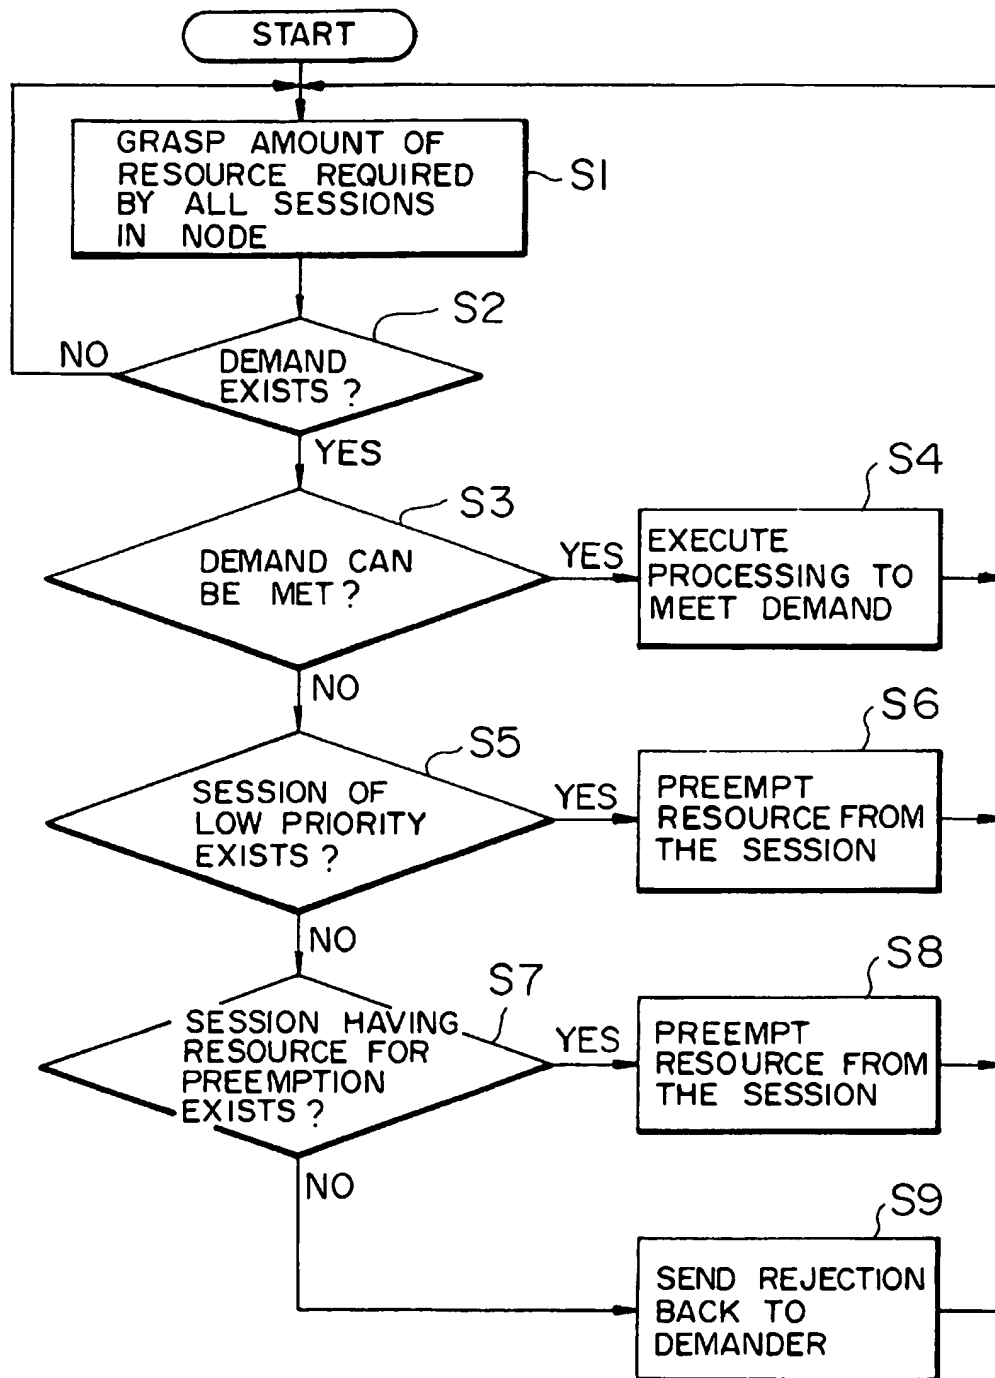 START
GRASP AMOUNT OF
RESOURCE REQUIRED
BY ALL SESSIONS
IN NODE
S1
S2
NO
DEMAND
EXISTS?
YES
S3
DEMAND CAN
BE MET?
YES
S4
EXECUTE
PROCESSING TO
MEET DEMAND
NO
S5
SESSION OF
LOW PRIORITY
EXISTS?
YES
S6
PREEMPT
RESOURCE FROM
THE SESSION
NO
S7
SESSION HAVING
RESOURCE FOR
PREEMPTION
EXISTS?
YES
S8
PREEMPT
RESOURCE FROM
THE SESSION
NO
S9
SEND REJECTION
BACK TO
DEMANDER